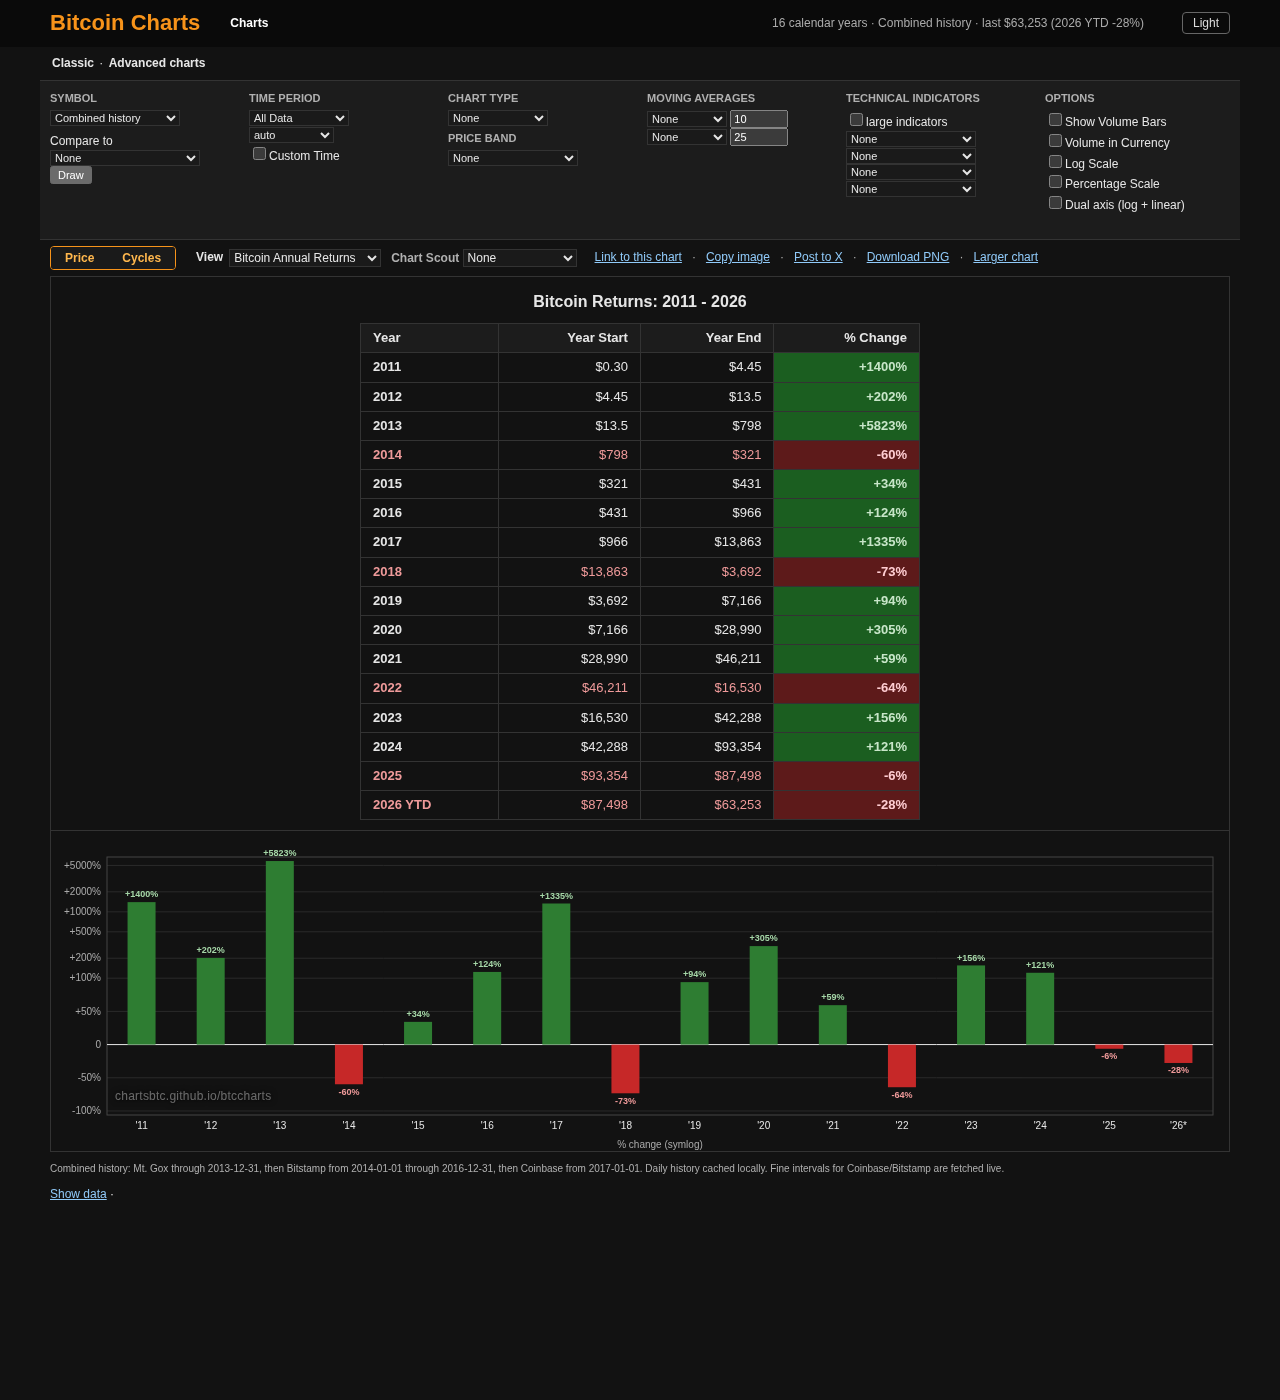 Bitcoin Charts Charts 16 calendar years · Combined history · last $63,253 (2026 YTD -28%) Light
Classic · Advanced charts
SYMBOL TIME PERIOD CHART TYPE MOVING AVERAGES TECHNICAL INDICATORS OPTIONS
Combined history All Data None None 10 large indicators Show Volume Bars
auto PRICE BAND None 25 None Volume in Currency
Compare to Custom Time None None Log Scale
None None Percentage Scale
Draw None Dual axis (log + linear)
Price Cycles View Bitcoin Annual Returns Chart Scout None Link to this chart · Copy image · Post to X · Download PNG · Larger chart
Bitcoin Returns: 2011 - 2026
Year Year Start Year End % Change
2011 $0.30 $4.45 +1400%
2012 $4.45 $13.5 +202%
2013 $13.5 $798 +5823%
2014 $798 $321 -60%
2015 $321 $431 +34%
2016 $431 $966 +124%
2017 $966 $13,863 +1335%
2018 $13,863 $3,692 -73%
2019 $3,692 $7,166 +94%
2020 $7,166 $28,990 +305%
2021 $28,990 $46,211 +59%
2022 $46,211 $16,530 -64%
2023 $16,530 $42,288 +156%
2024 $42,288 $93,354 +121%
2025 $93,354 $87,498 -6%
2026 YTD $87,498 $63,253 -28%
+5823%
+5000%
+2000% +1400% +1335%
+1000%
+500% +305%
+200% +202% +124% +156% +121%
+100% +94%
+50% +34% +59%
0
-6%
-28%
-50%
-60% -73% -64%
chartsbtc.github.io/btccharts
-100%
'11 '12 '13 '14 '15 '16 '17 '18 '19 '20 '21 '22 '23 '24 '25 '26*
% change (symlog)
Combined history: Mt. Gox through 2013-12-31, then Bitstamp from 2014-01-01 through 2016-12-31, then Coinbase from 2017-01-01. Daily history cached locally. Fine intervals for Coinbase/Bitstamp are fetched live.
Show data ·